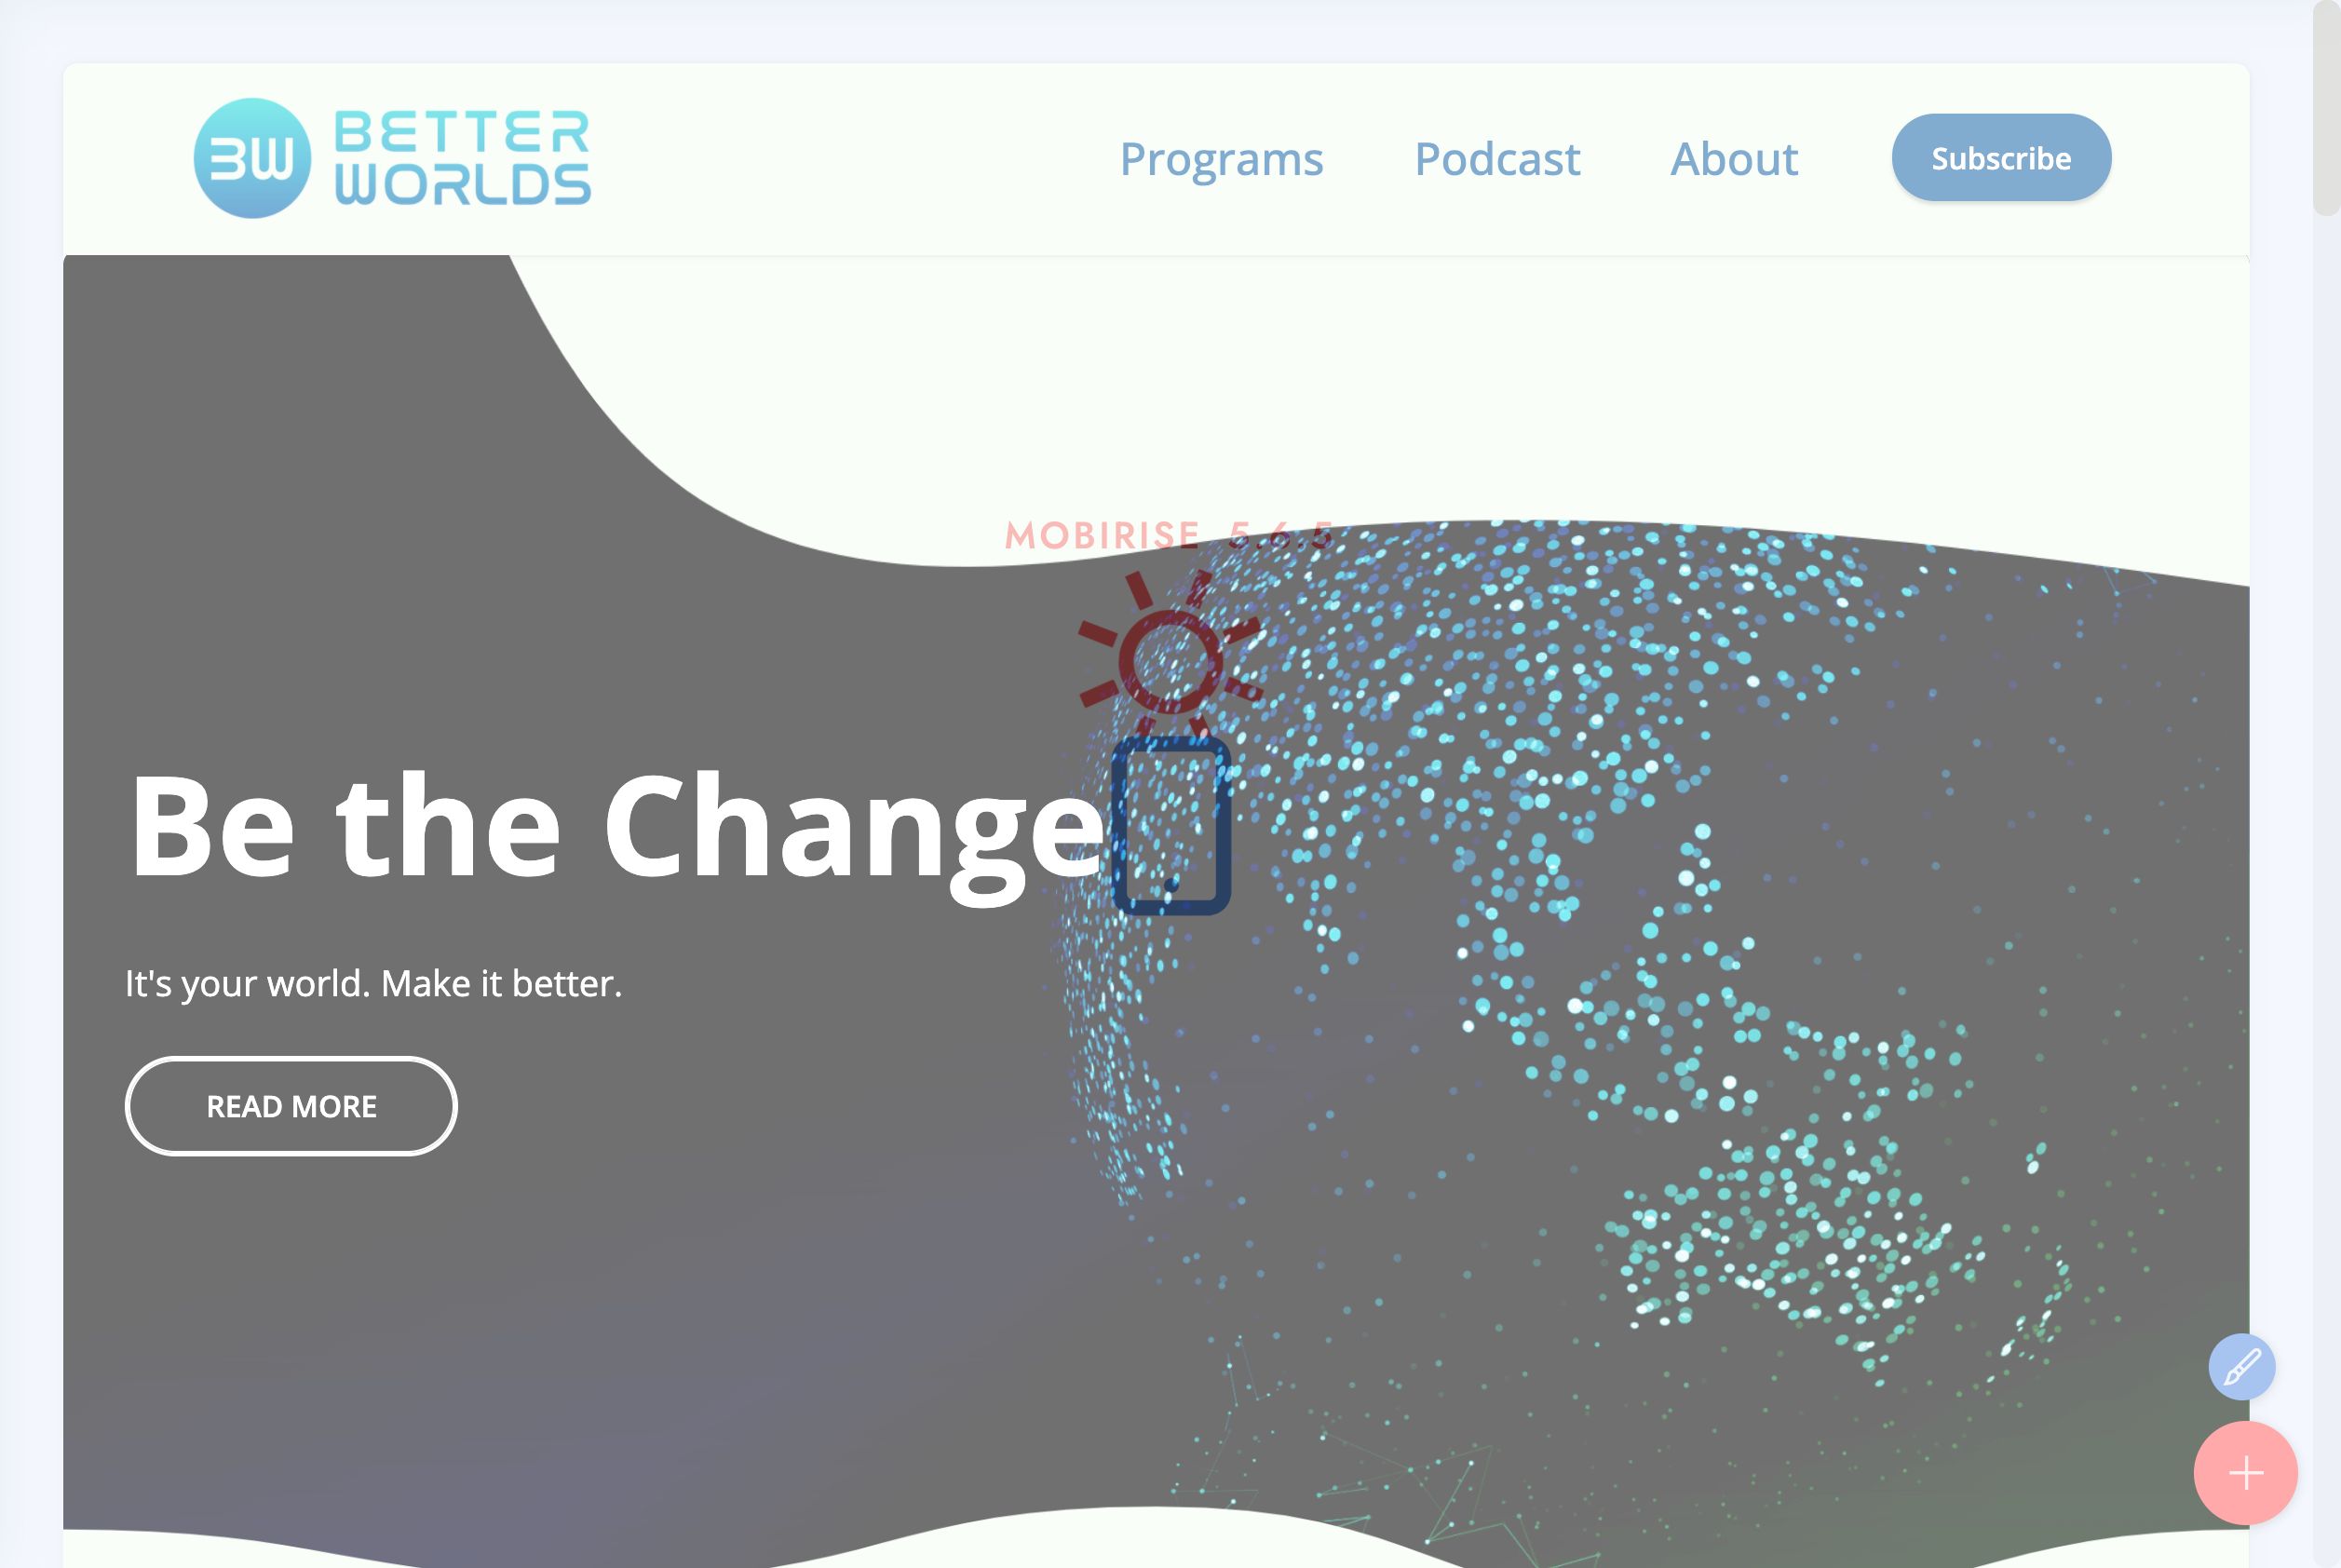 BW
BETTER
WORLDS
Programs Podcast About Subscribe
MOBIRISE 5.6.5
Be the Change
It's your world. Make it better.
READ MORE